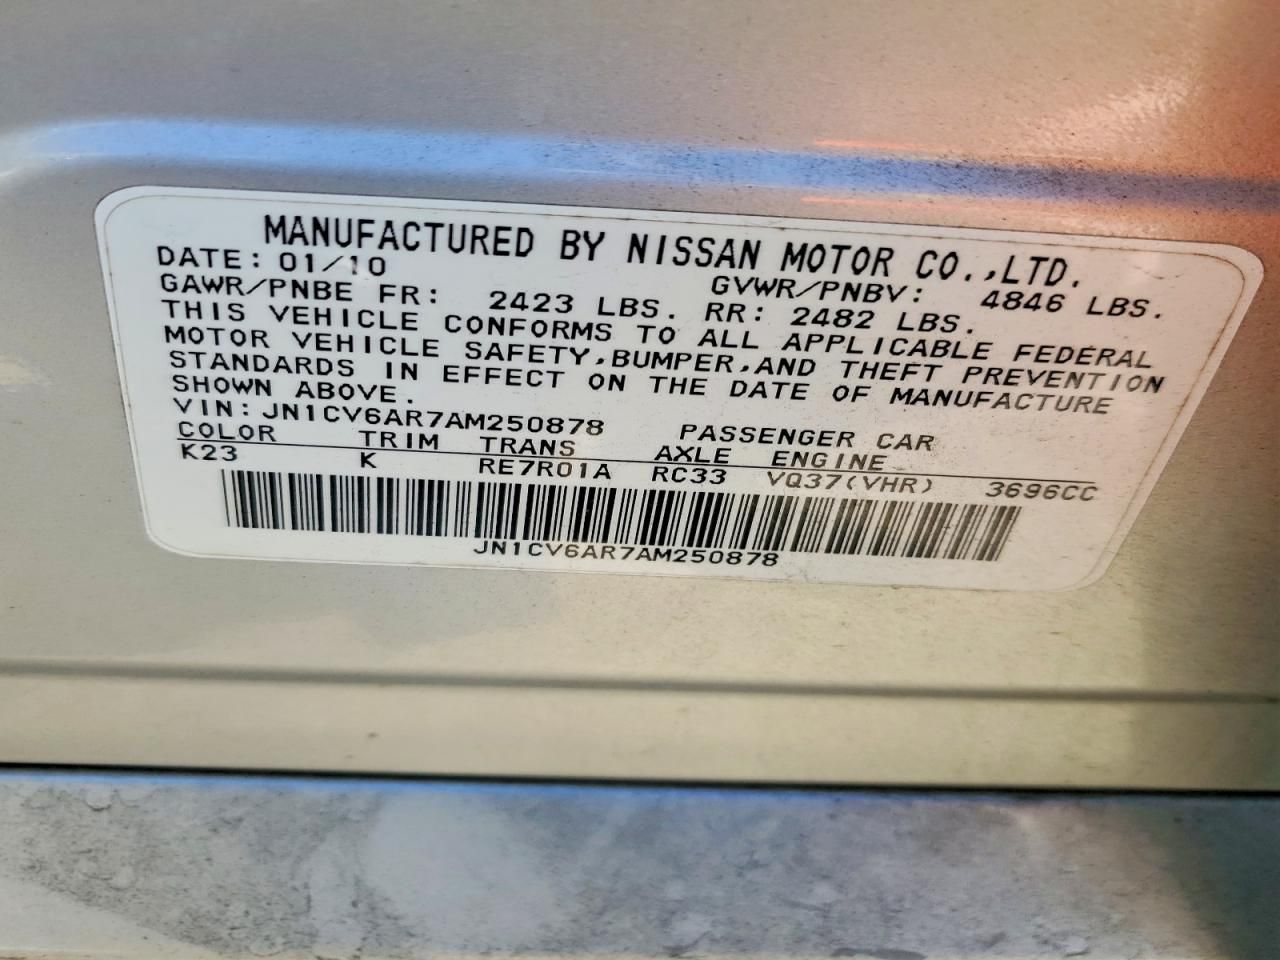 MANUFACTURED BY NISSAN MOTOR CO.,LTD.
DATE: 01/10 GVWR/PNBV: 4846 LBS.
GAWR/PNBE FR: 2423 LBS. RR: 2482 LBS.
THIS VEHICLE CONFORMS TO ALL APPLICABLE FEDERAL
MOTOR VEHICLE SAFETY,BUMPER,AND THEFT PREVENTION
STANDARDS IN EFFECT ON THE DATE OF MANUFACTURE
SHOWN ABOVE.
VIN: JN1CV6AR7AM250878 PASSENGER CAR
COLOR TRIM TRANS AXLE ENGINE
K23 K RE7R01A RC33 VQ37(VHR) 3696CC
JN1CV6AR7AM250878